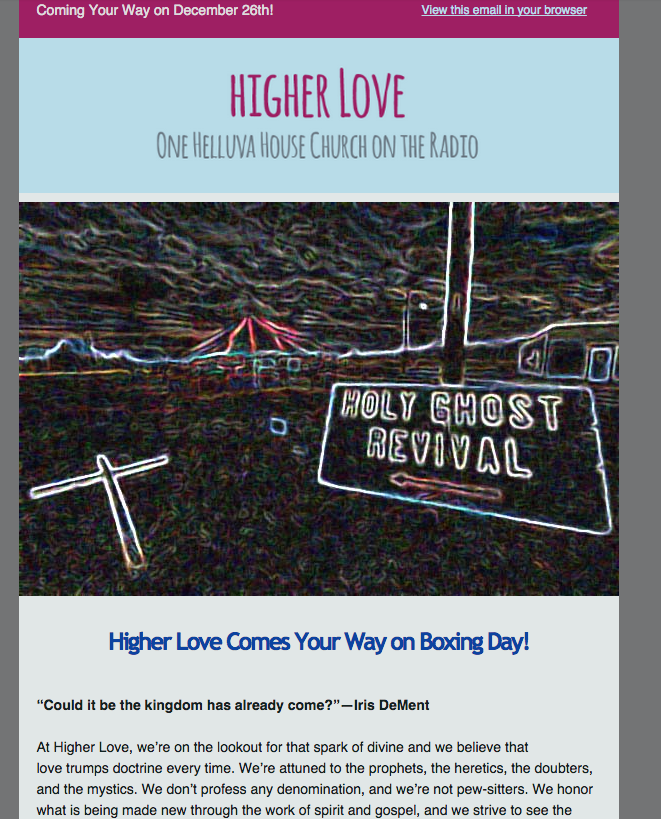 Coming Your Way on December 26th!
View this email in your browser
HIGHER LOVE
ONE HELLUVA HOUSE CHURCH ON THE RADIO
HOLY GHOST
REVIVAL
Higher Love Comes Your Way on Boxing Day!
“Could it be the kingdom has already come?”—Iris DeMent
At Higher Love, we’re on the lookout for that spark of divine and we believe that
love trumps doctrine every time. We’re attuned to the prophets, the heretics, the doubters,
and the mystics. We don’t profess any denomination, and we’re not pew-sitters. We honor
what is being made new through the work of spirit and gospel, and we strive to see the